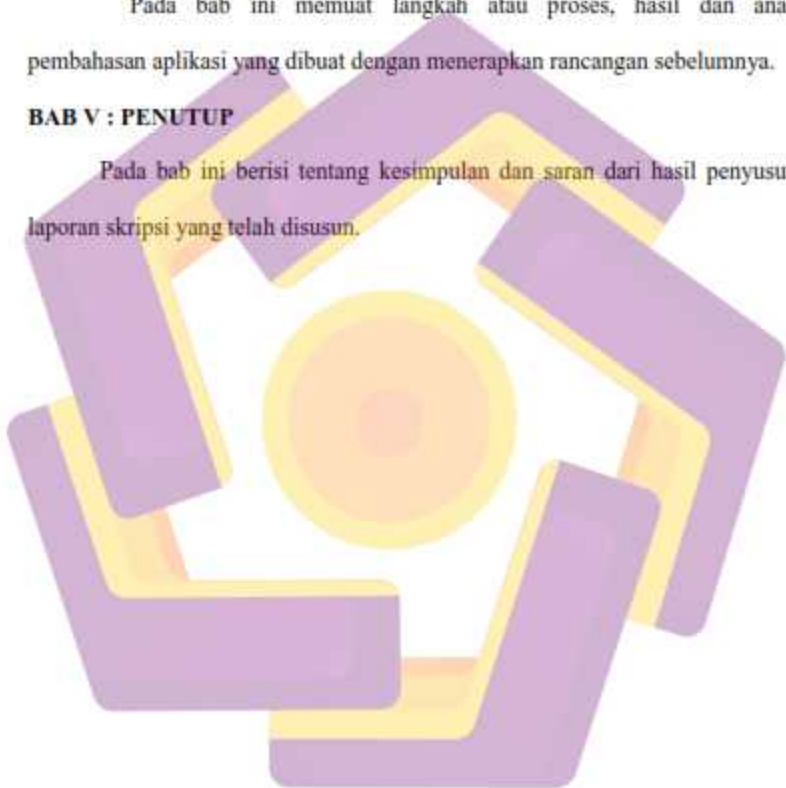 Pada bab ini memuat langkah atau proses, hasil dan ana
pembahasan aplikasi yang dibuat dengan menerapkan rancangan sebelumnya.
BAB V : PENUTUP
Pada bab ini berisi tentang kesimpulan dan saran dari hasil penyusu
laporan skripsi yang telah disusun.